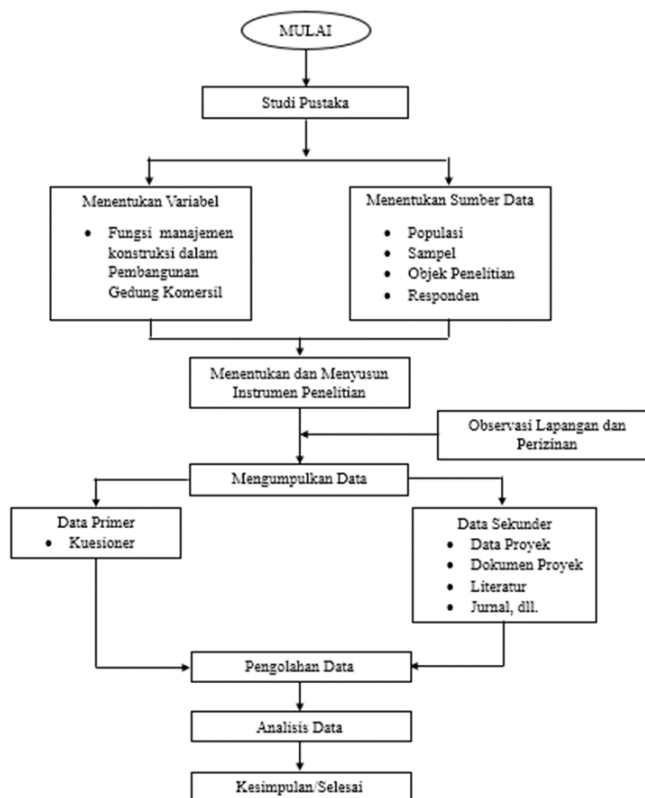 MULAI
Studi Pustaka
Menentukan Variabel
• Fungsi manajemen
konstruksi dalam
Pembangunan
Gedung Komersil
Menentukan Sumber Data
• Populasi
• Sampel
• Objek Penelitian
• Responden
Menentukan dan Menyusun
Instrumen Penelitian
Observasi Lapangan dan
Perizinan
Mengumpulkan Data
Data Primer
• Kuesioner
Data Sekunder
• Data Proyek
• Dokumen Proyek
• Literatur
• Jurnal, dll.
Pengolahan Data
Analisis Data
Kesimpulan/Selesai